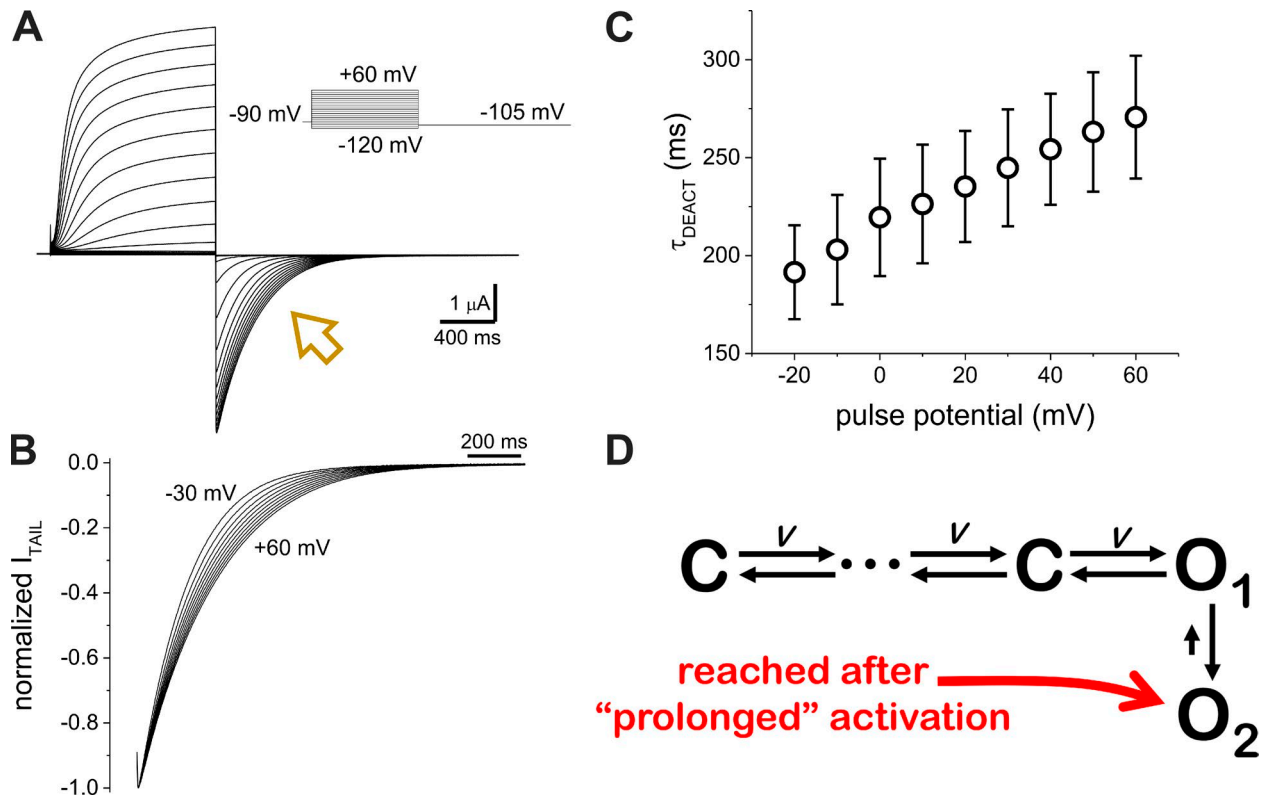 A
+60 mV
-90 mV
-105 mV
-120 mV
1 μA
400 ms
B
200 ms
0.0
-0.2
-0.4
-0.6
-0.8
-1.0
normalized I_TAIL
-30 mV
+60 mV
C
300
250
200
150
τ_DEACT (ms)
-20 0 20 40 60
pulse potential (mV)
D
C V ... V C V O1
O2
reached after
“prolonged” activation